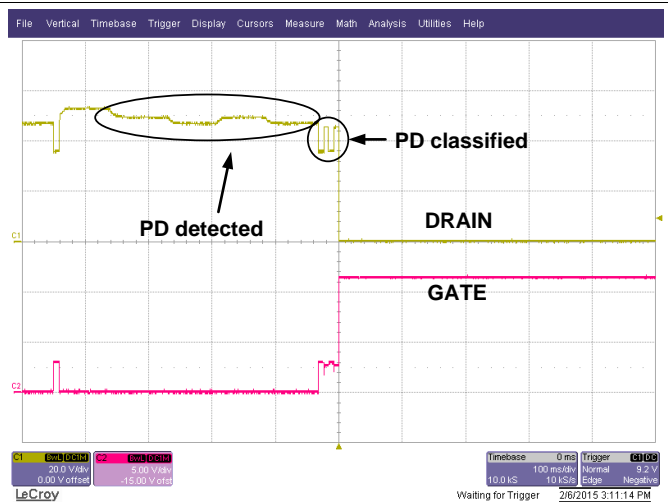 File Vertical Timebase Trigger Display Cursors Measure Math Analysis Utilities Help
PD classified
PD detected
DRAIN
C1
GATE
C2
C1 BwL DC1M
20.0 V/div
0.00 V offset
C2 BwL DC1M
5.00 V/div
-15.00 V ofst
Timebase 0 ms
100 ms/div
10.0 kS 10 kS/s
Trigger C1 DC
Normal 9.2 V
Edge Negative
LeCroy
Waiting for Trigger 2/6/2015 3:11:14 PM